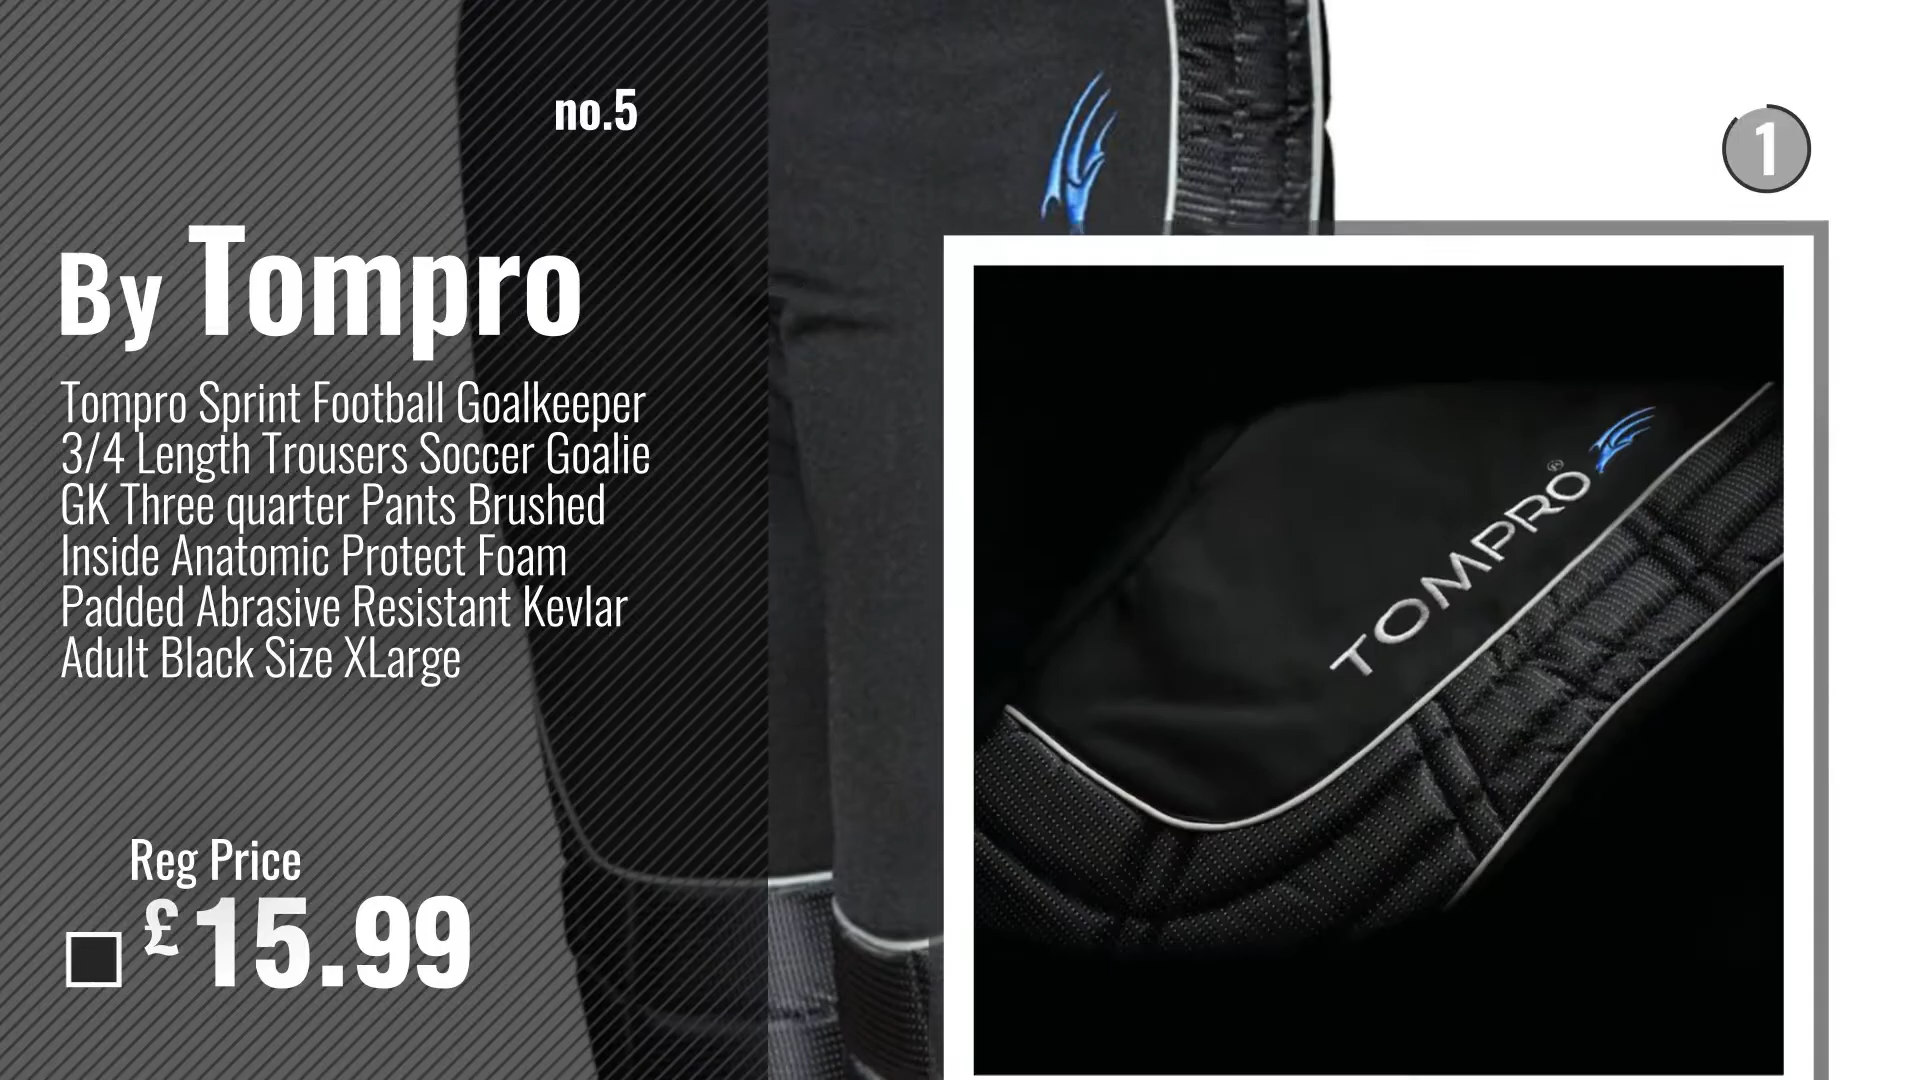 no.5
1
By Tompro
Tompro Sprint Football Goalkeeper
3/4 Length Trousers Soccer Goalie
GK Three quarter Pants Brushed
Inside Anatomic Protect Foam
Padded Abrasive Resistant Kevlar
Adult Black Size XLarge
TOMPRO®
Reg Price
£15.99